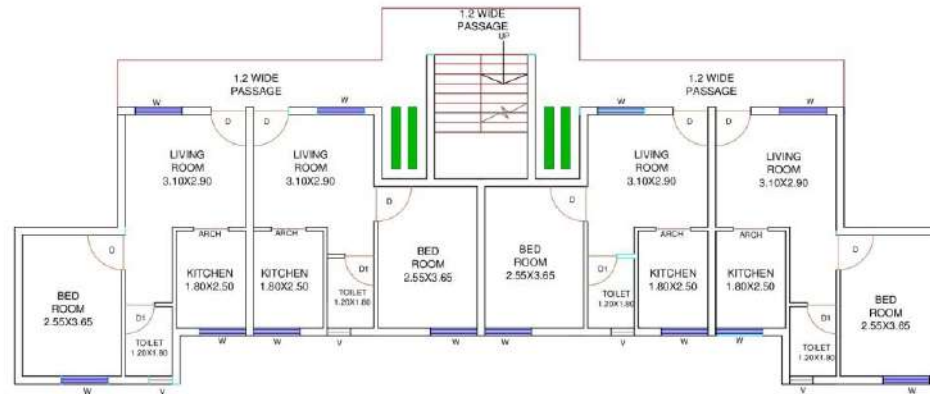 1.2 WIDE
PASSAGE
UP
1.2 WIDE
PASSAGE
1.2 WIDE
PASSAGE
W
D
D
W
W
D
D
W
LIVING
ROOM
3.10X2.90
LIVING
ROOM
3.10X2.90
LIVING
ROOM
3.10X2.90
LIVING
ROOM
3.10X2.90
D
D
ARCH
ARCH
ARCH
ARCH
D
D
KITCHEN
1.80X2.50
KITCHEN
1.80X2.50
D1
TOILET
1.20X1.80
BED
ROOM
2.55X3.65
BED
ROOM
2.55X3.65
D1
TOILET
1.20X1.80
KITCHEN
1.80X2.50
KITCHEN
1.80X2.50
BED
ROOM
2.55X3.65
BED
ROOM
2.55X3.65
D1
TOILET
1.20X1.80
D1
TOILET
1.20X1.80
W
W
V
W
W
V
W
W
W
V
V
W